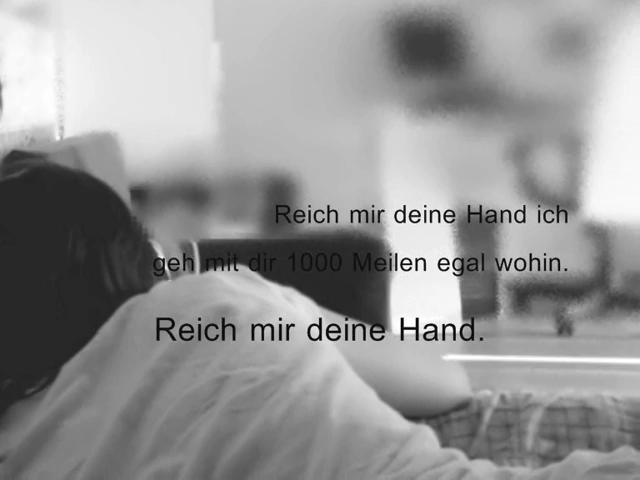 Reich mir deine Hand ich
geh mit dir 1000 Meilen egal wohin.
Reich mir deine Hand.